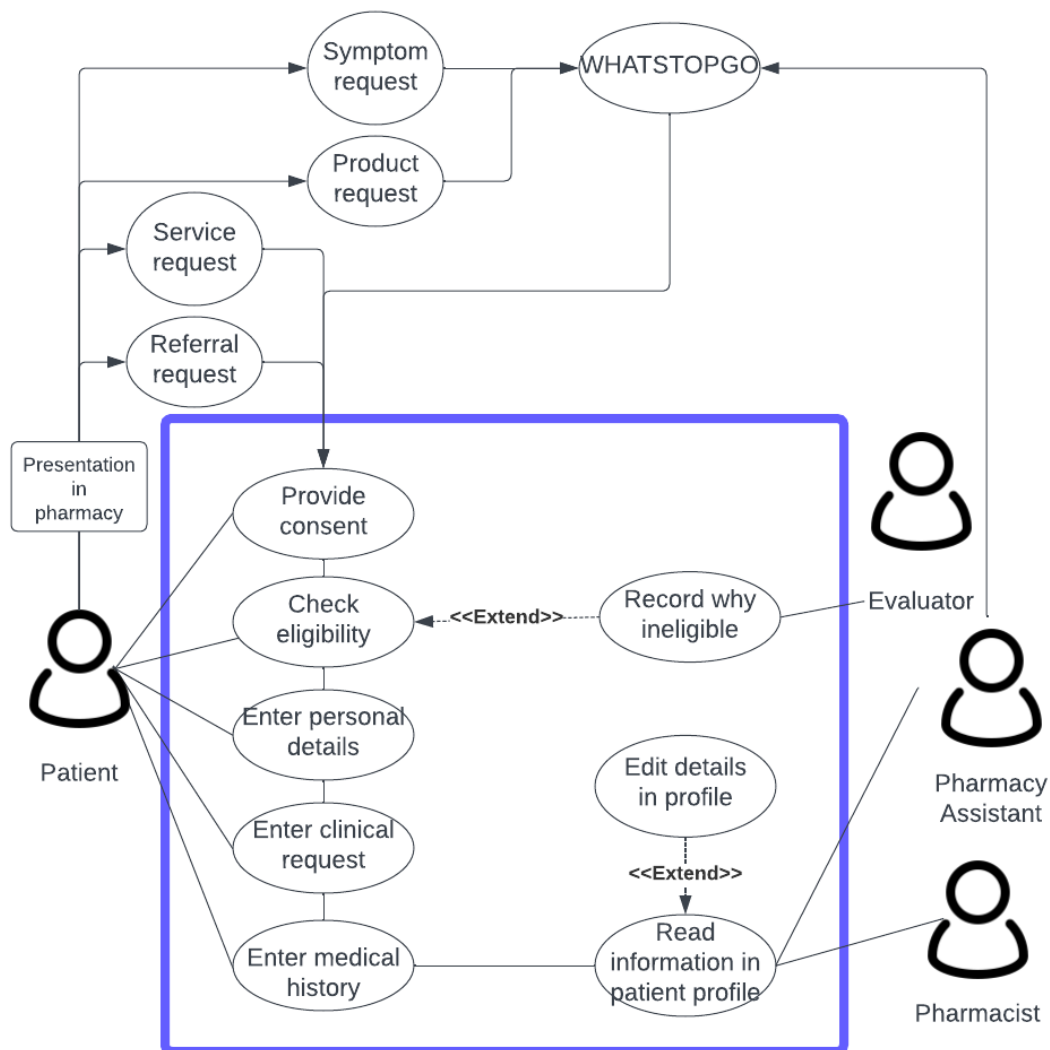 Symptom
request
WHATSTOPGO
Product
request
Service
request
Referral
request
Presentation
in
pharmacy
Provide
consent
Check
eligibility
<<Extend>>
Record why
ineligible
Evaluator
Enter personal
details
Patient
Edit details
in profile
Pharmacy
Assistant
Enter clinical
request
<<Extend>>
Enter medical
history
Read
information in
patient profile
Pharmacist